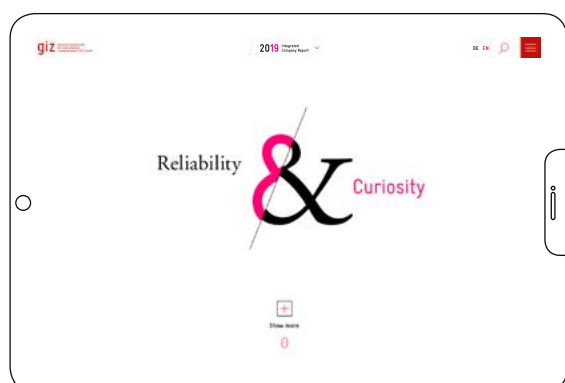 giz
2019 Integrated
Company Report
DE EN
Reliability
&
Curiosity
Show more